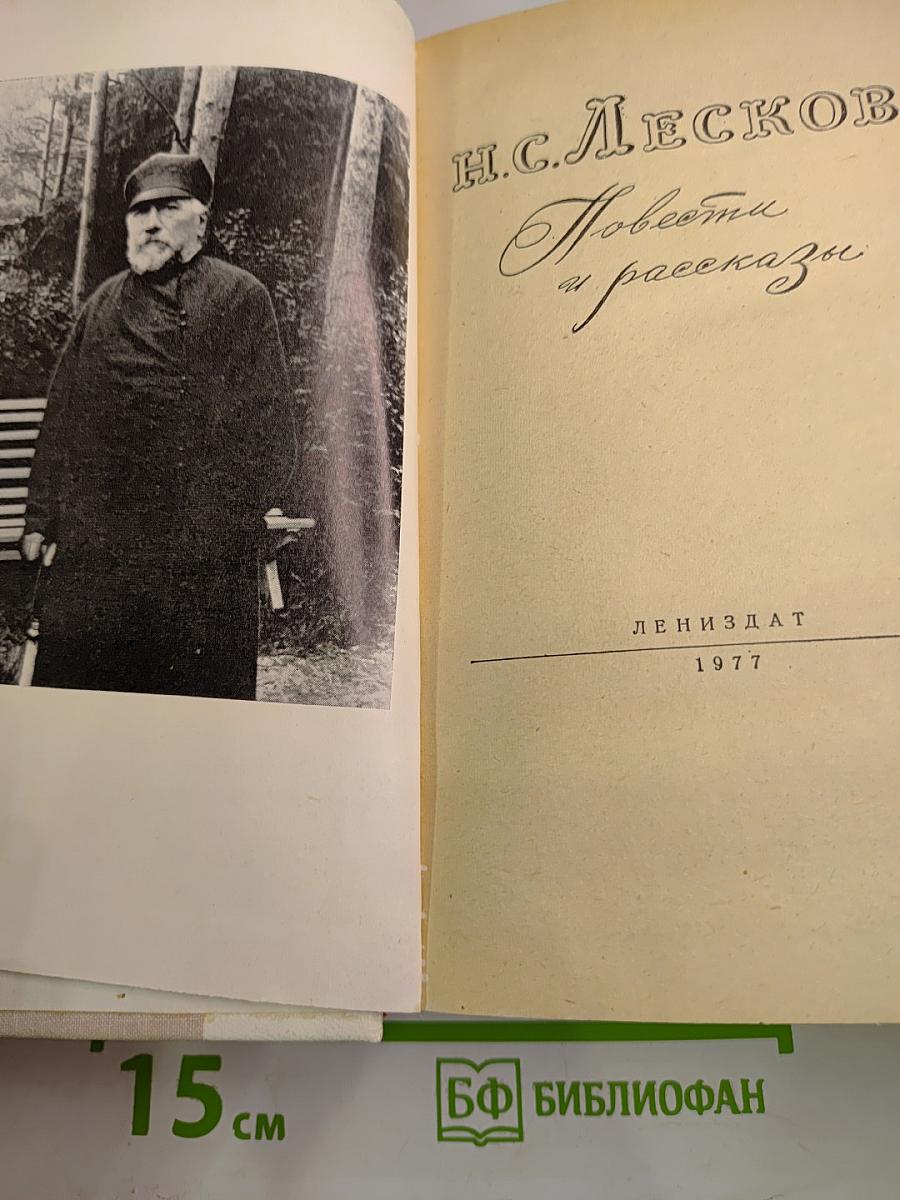 Н.С. ЛЕСКОВ
Повести
и рассказы
ЛЕНИЗДАТ
1977
15 см
БФ БИБЛИОФАН